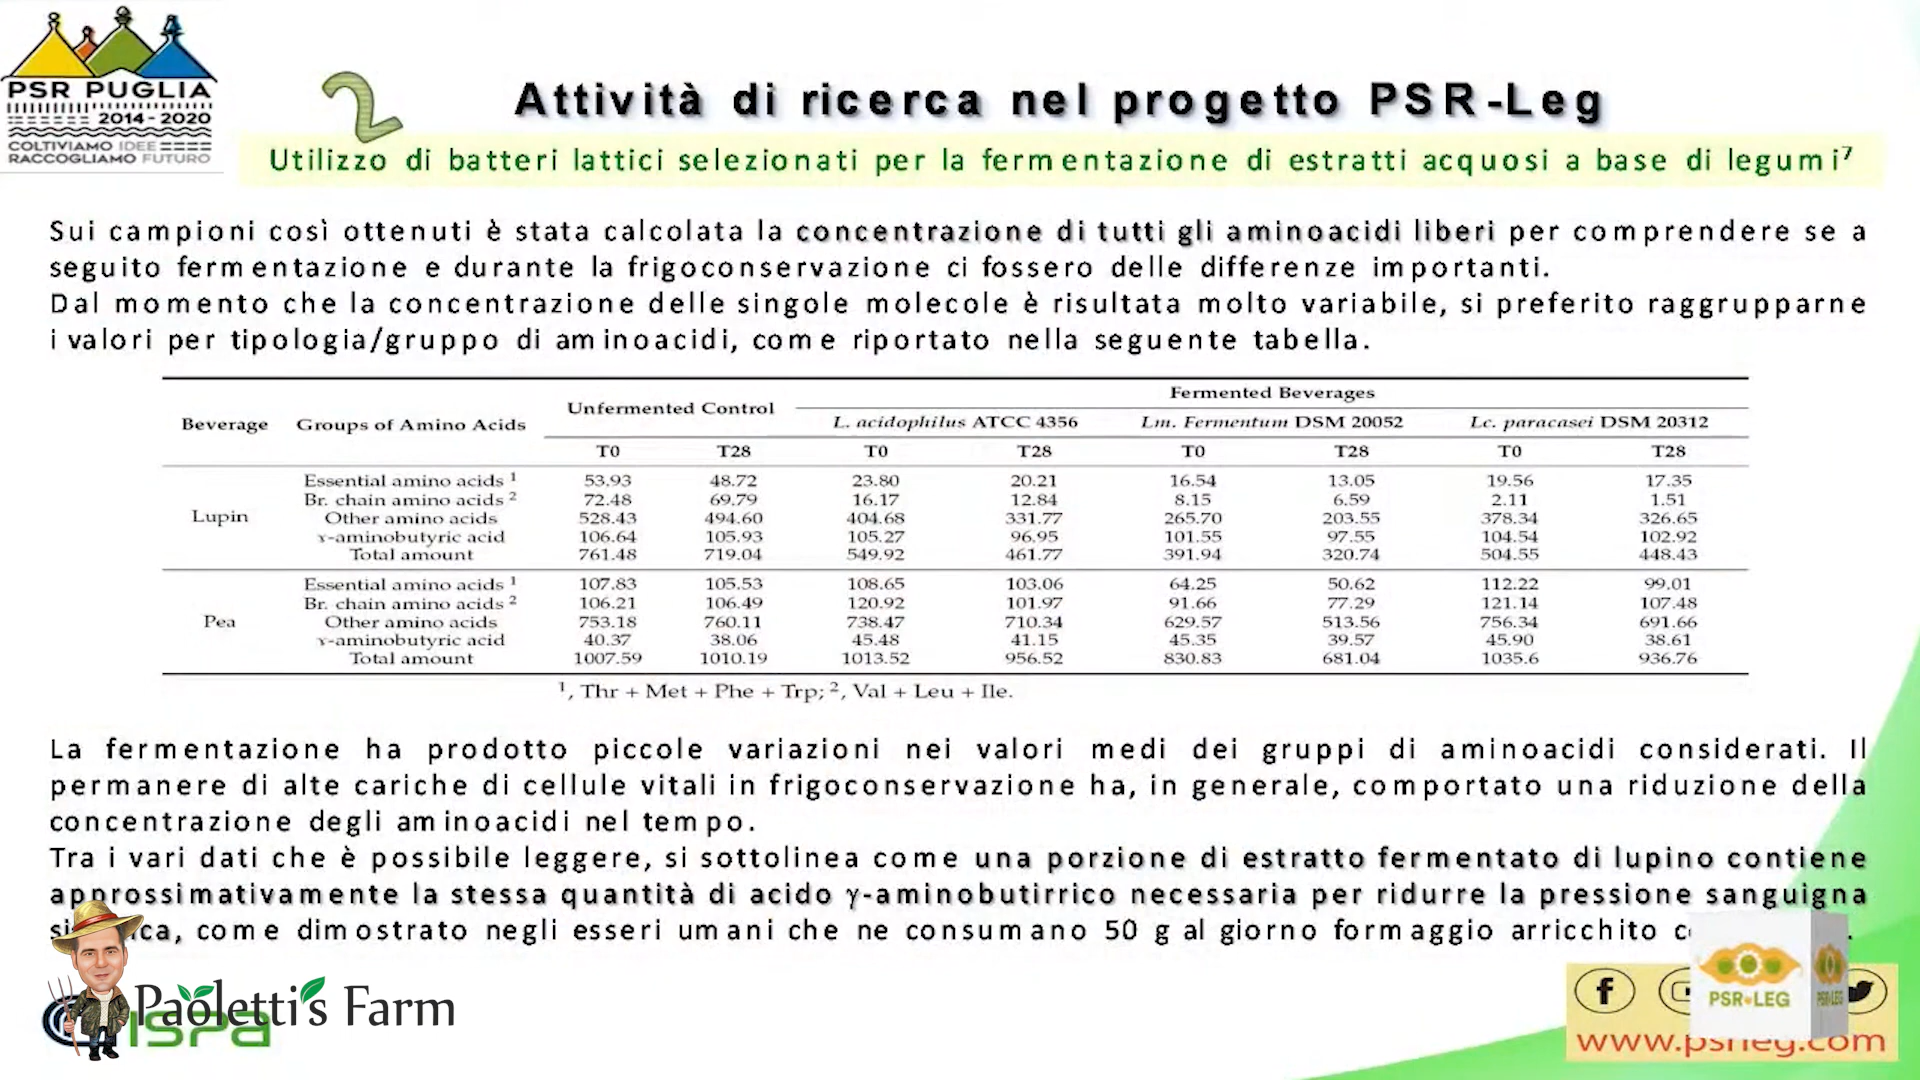 PSR PUGLIA
2014-2020
COLTIVIAMO IDEE
RACCOGLIAMO FUTURO
2
Attività di ricerca nel progetto PSR-Leg
Utilizzo di batteri lattici selezionati per la fermentazione di estratti acquosi a base di legumi⁷
Sui campioni così ottenuti è stata calcolata la concentrazione di tutti gli aminoacidi liberi per comprendere se a
seguito fermentazione e durante la frigoconservazione ci fossero delle differenze importanti.
Dal momento che la concentrazione delle singole molecole è risultata molto variabile, si preferito raggrupparne
i valori per tipologia/gruppo di aminoacidi, come riportato nella seguente tabella.
Fermented Beverages
Beverage Groups of Amino Acids Unfermented Control L. acidophilus ATCC 4356 Lm. Fermentum DSM 20052 Lc. paracasei DSM 20312
T0 T28 T0 T28 T0 T28 T0 T28
Lupin
Essential amino acids ¹ 53.93 48.72 23.80 20.21 16.54 13.05 19.56 17.35
Br. chain amino acids ² 72.48 69.79 16.17 12.84 8.15 6.59 2.11 1.51
Other amino acids 528.43 494.60 404.68 331.77 265.70 203.55 378.34 326.65
γ-aminobutyric acid 106.64 105.93 105.27 96.95 101.55 97.55 104.54 102.92
Total amount 761.48 719.04 549.92 461.77 391.94 320.74 504.55 448.43
Pea
Essential amino acids ¹ 107.83 105.53 108.65 103.06 64.25 50.62 112.22 99.01
Br. chain amino acids ² 106.21 106.49 120.92 101.97 91.66 77.29 121.14 107.48
Other amino acids 753.18 760.11 738.47 710.34 629.57 513.56 756.34 691.66
γ-aminobutyric acid 40.37 38.06 45.48 41.15 45.35 39.57 45.90 38.61
Total amount 1007.59 1010.19 1013.52 956.52 830.83 681.04 1035.6 936.76
¹, Thr + Met + Phe + Trp; ², Val + Leu + Ile.
La fermentazione ha prodotto piccole variazioni nei valori medi dei gruppi di aminoacidi considerati. Il
permanere di alte cariche di cellule vitali in frigoconservazione ha, in generale, comportato una riduzione della
concentrazione degli aminoacidi nel tempo.
Tra i vari dati che è possibile leggere, si sottolinea come una porzione di estratto fermentato di lupino contiene
approssimativamente la stessa quantità di acido γ-aminobutirrico necessaria per ridurre la pressione sanguigna
come dimostrato negli esseri umani che ne consumano 50 g al giorno formaggio arricchito
Paoletti's Farm
ispa
PSR-LEG
PSR-LEG